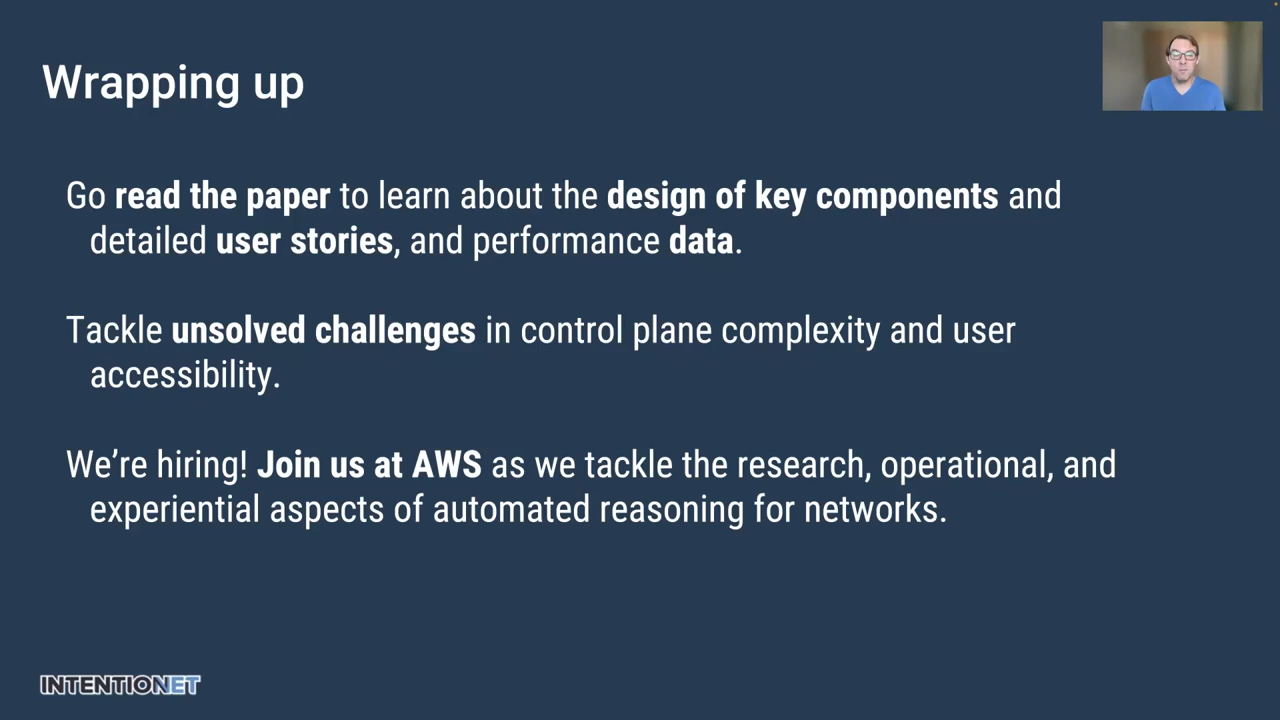 Wrapping up
Go read the paper to learn about the design of key components and
detailed user stories, and performance data.
Tackle unsolved challenges in control plane complexity and user
accessibility.
We’re hiring! Join us at AWS as we tackle the research, operational, and
experiential aspects of automated reasoning for networks.
INTENTIONET